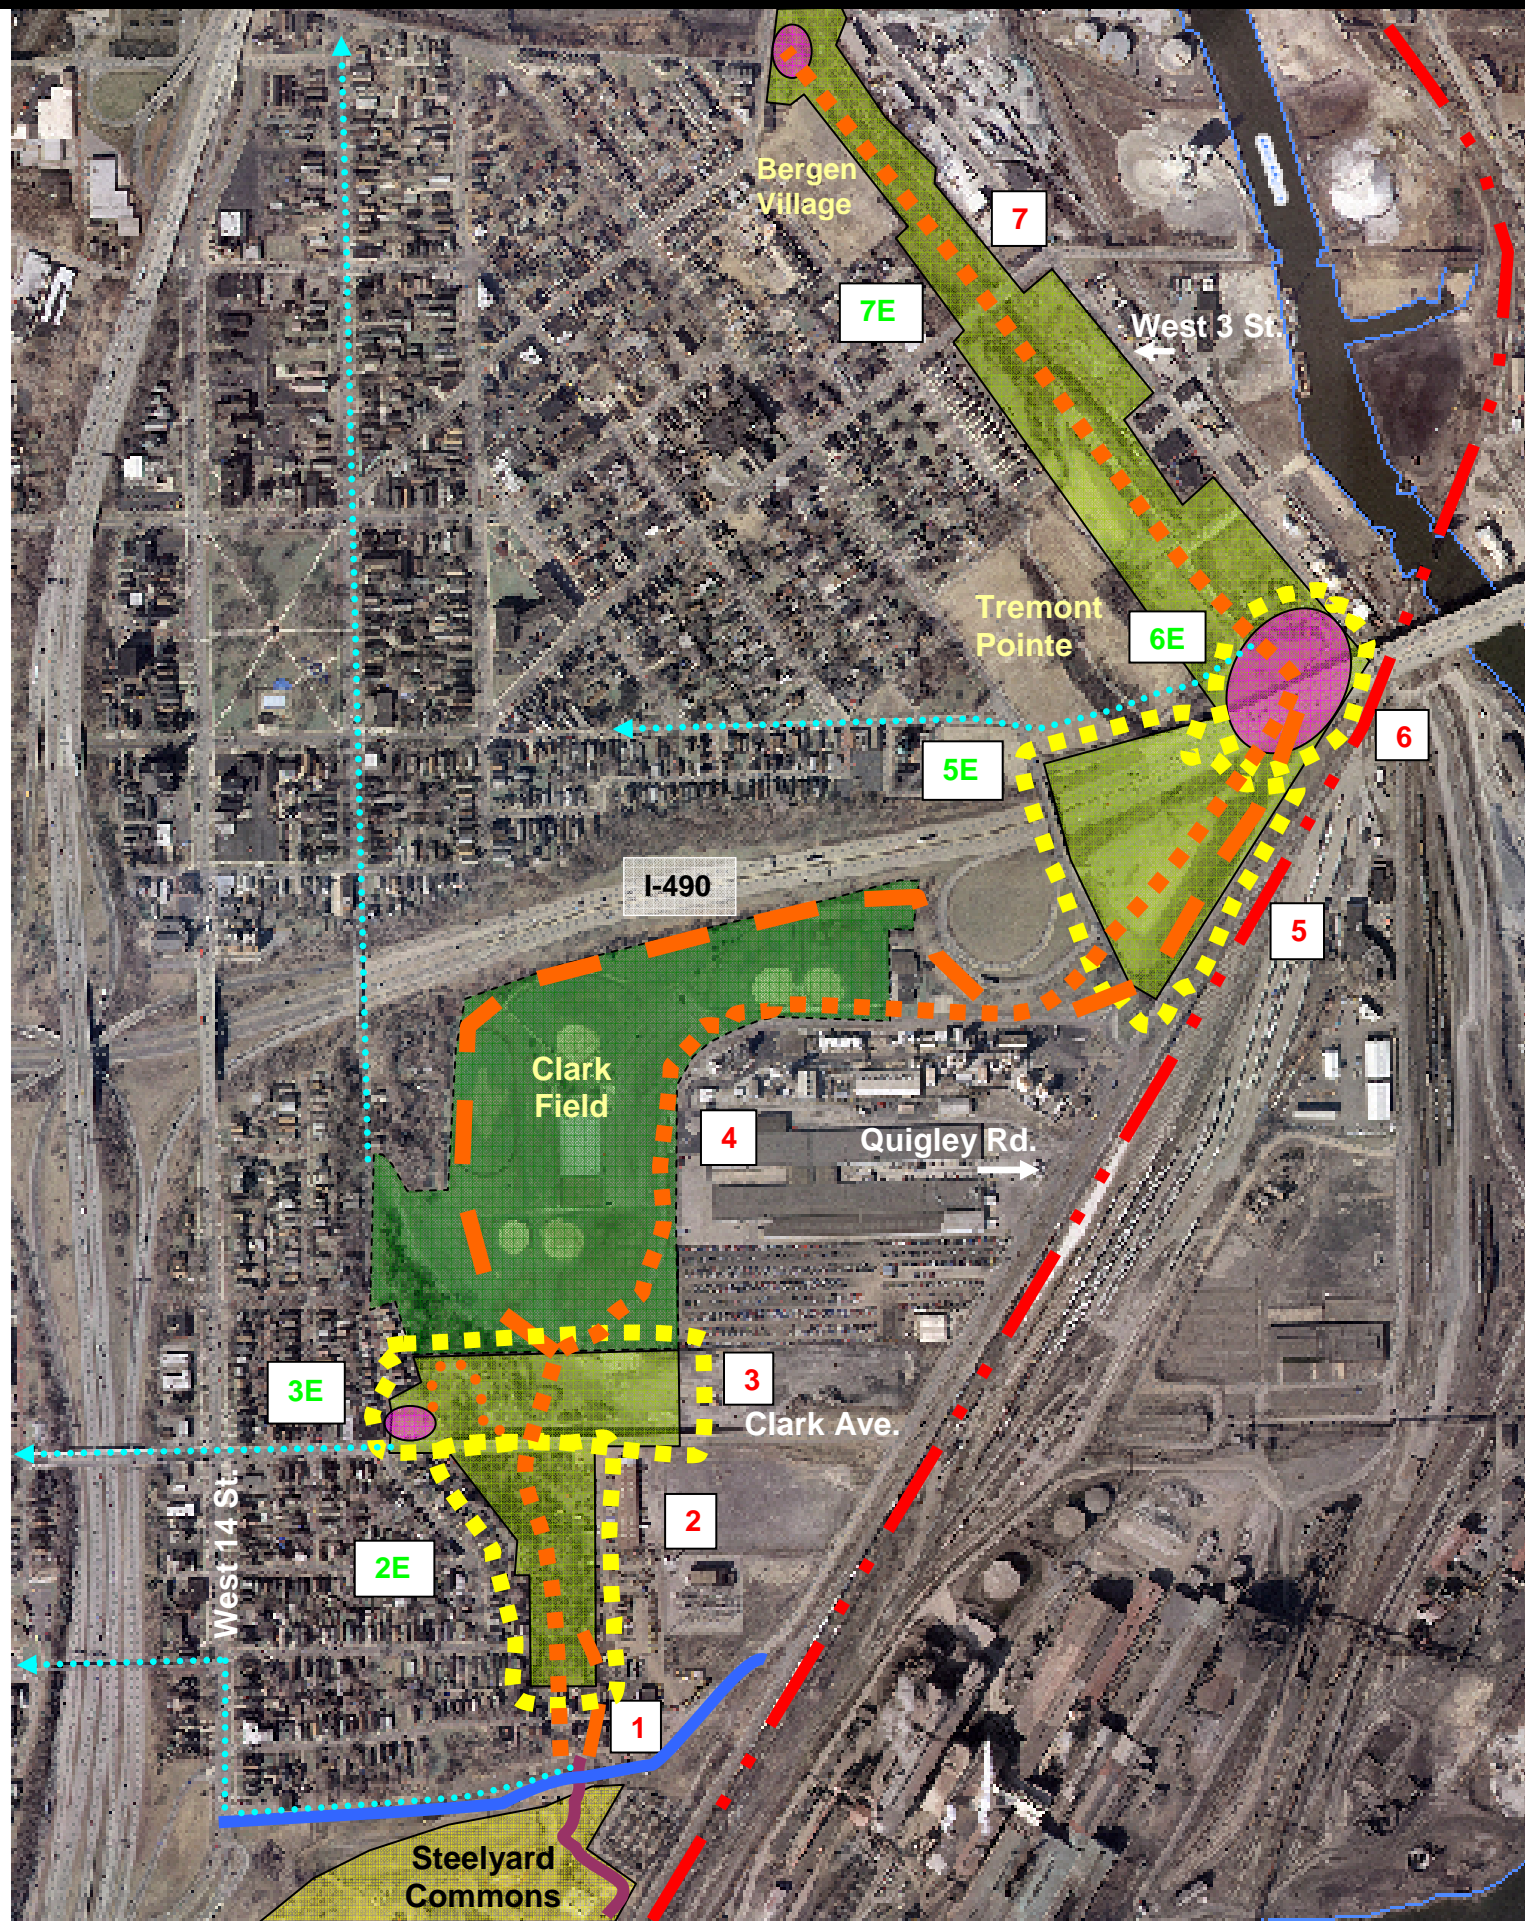 Bergen
Village
7
7E
West 3 St.
Tremont
Pointe
6E
6
5E
I-490
5
Clark
Field
4
Quigley Rd.
3E
3
Clark Ave.
West 14 St.
2
2E
1
Steelyard
Commons